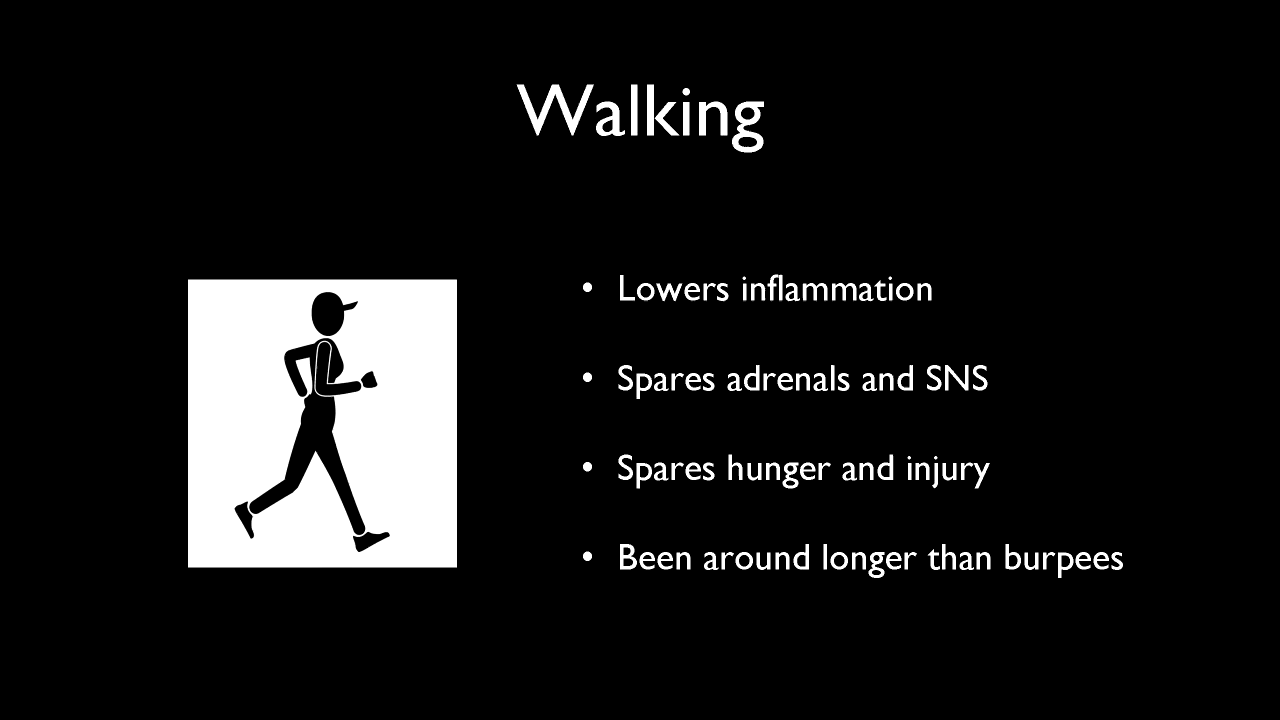 Walking
• Lowers inflammation
• Spares adrenals and SNS
• Spares hunger and injury
• Been around longer than burpees